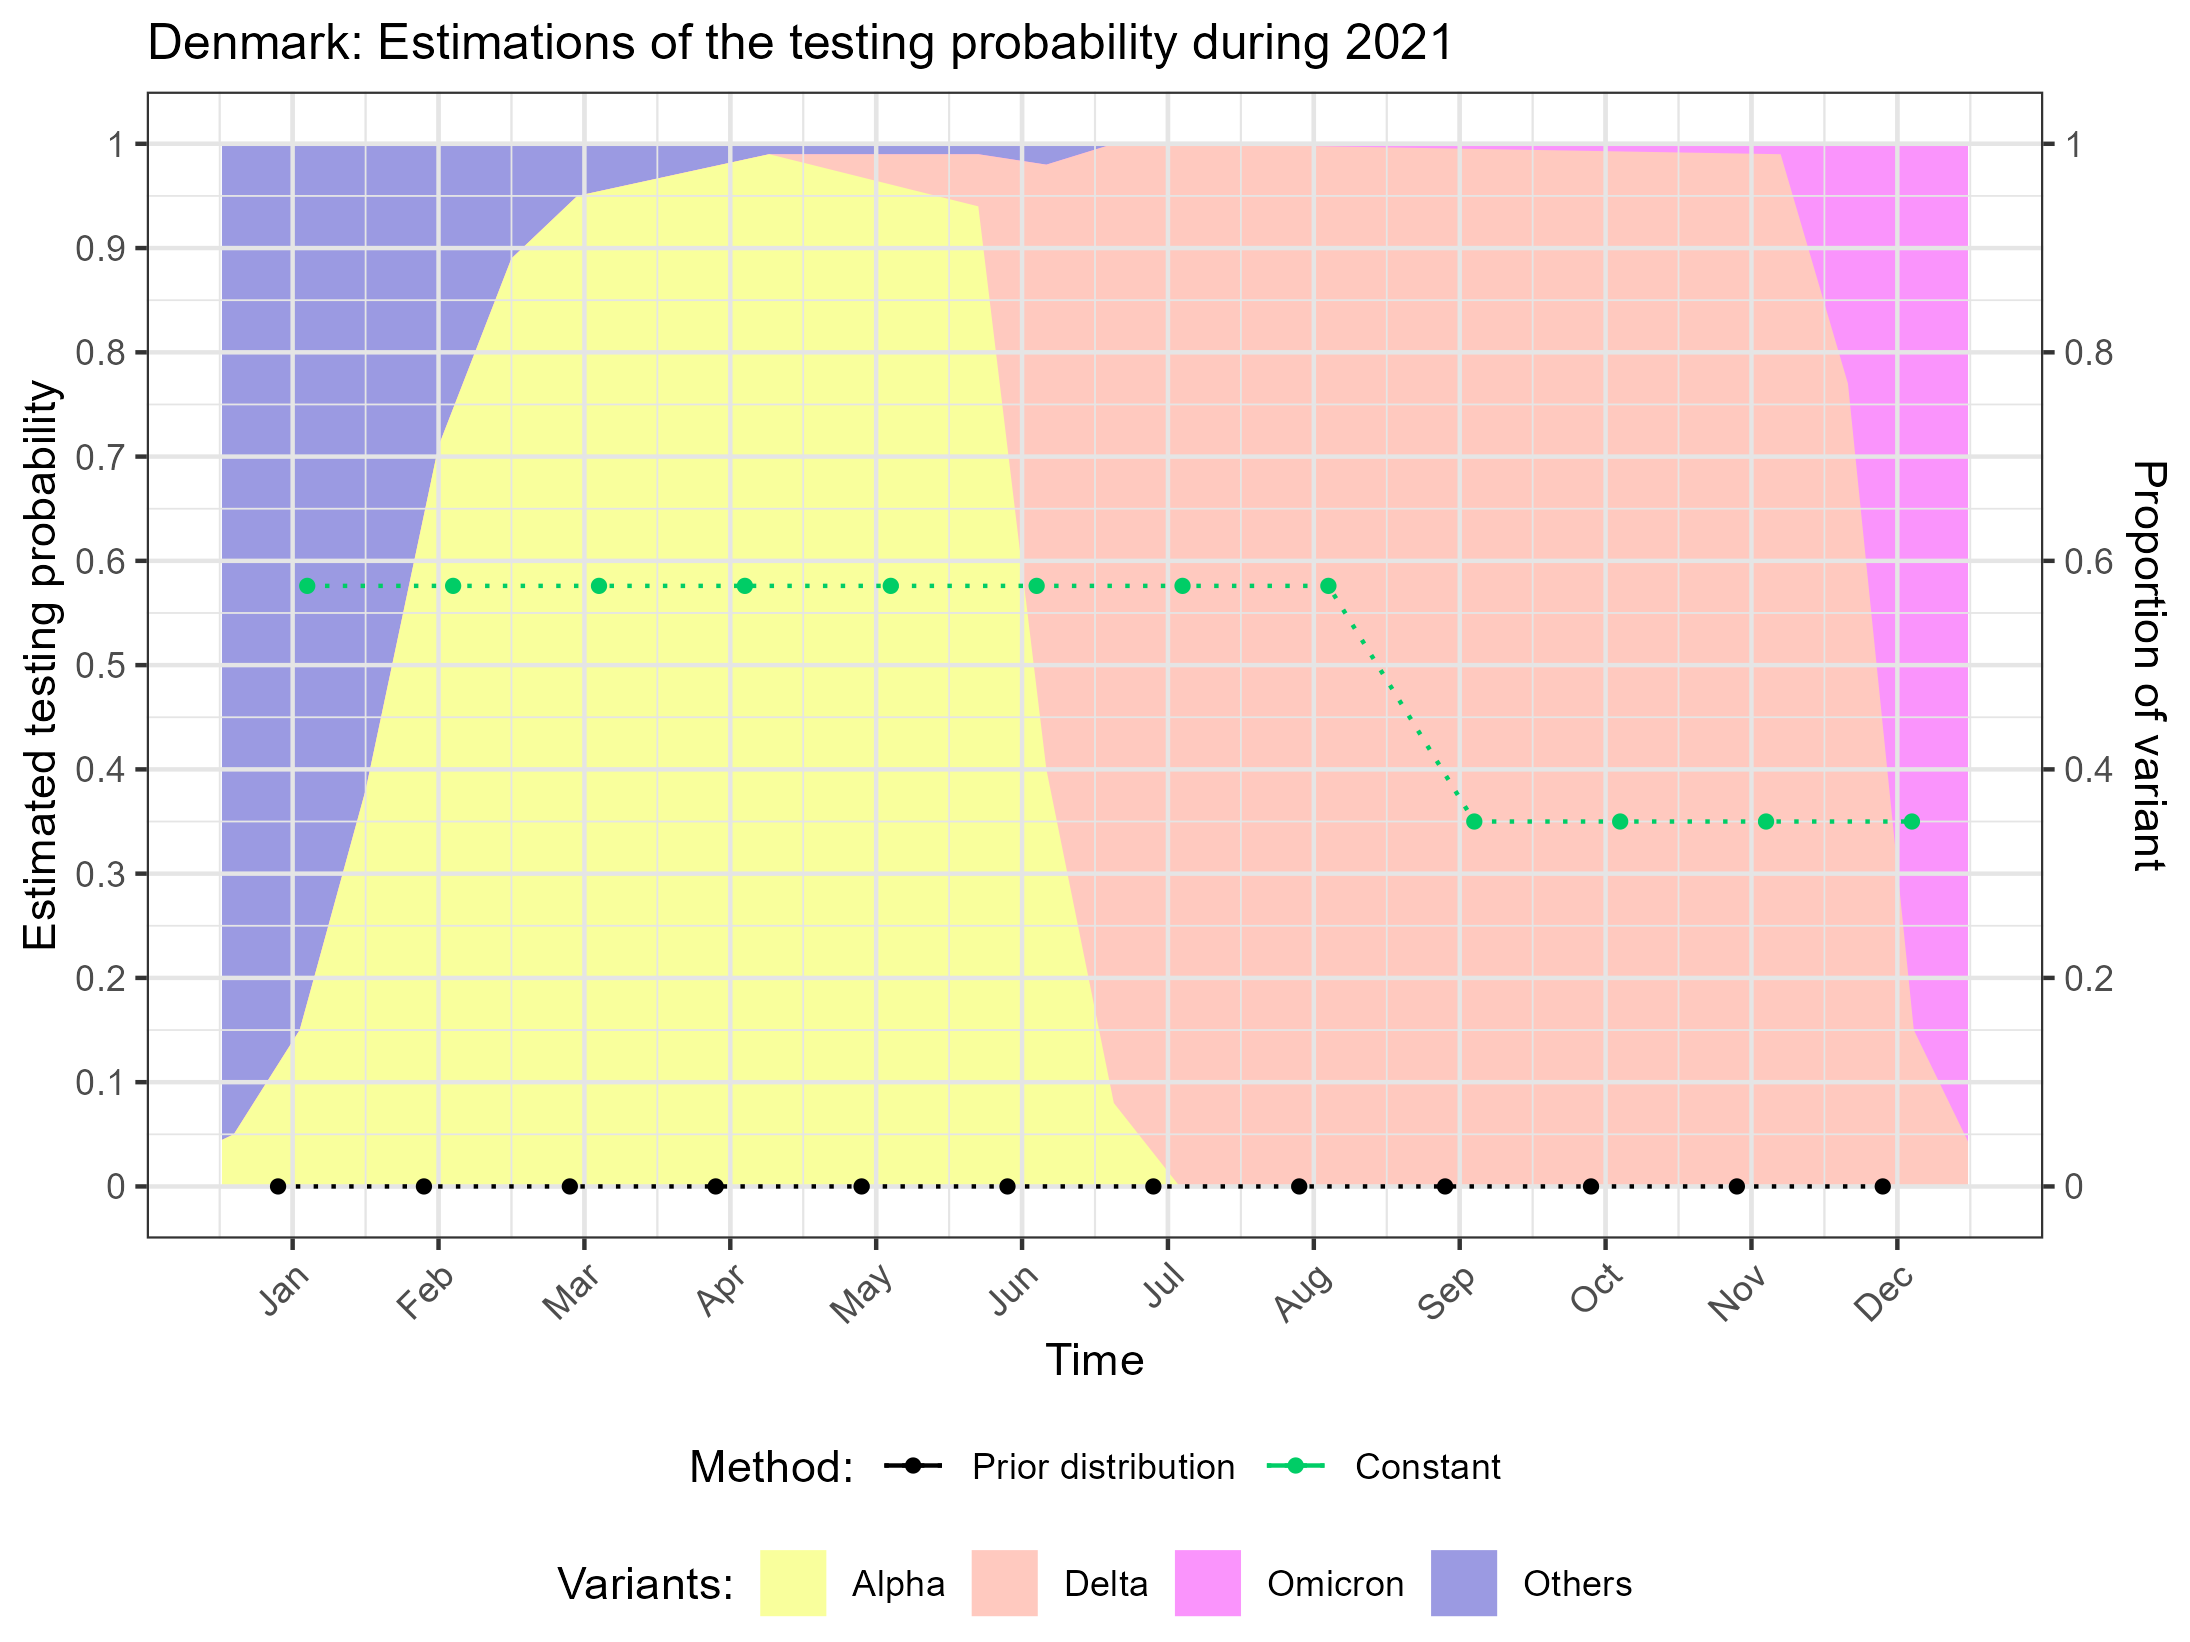 Denmark: Estimations of the testing probability during 2021
Estimated testing probability
1
0.9
0.8
0.7
0.6
0.5
0.4
0.3
0.2
0.1
0
1
0.8
0.6
0.4
0.2
0
Proportion of variant
Jan Feb Mar Apr May Jun Jul Aug Sep Oct Nov Dec
Time
Method: Prior distribution Constant
Variants: Alpha Delta Omicron Others